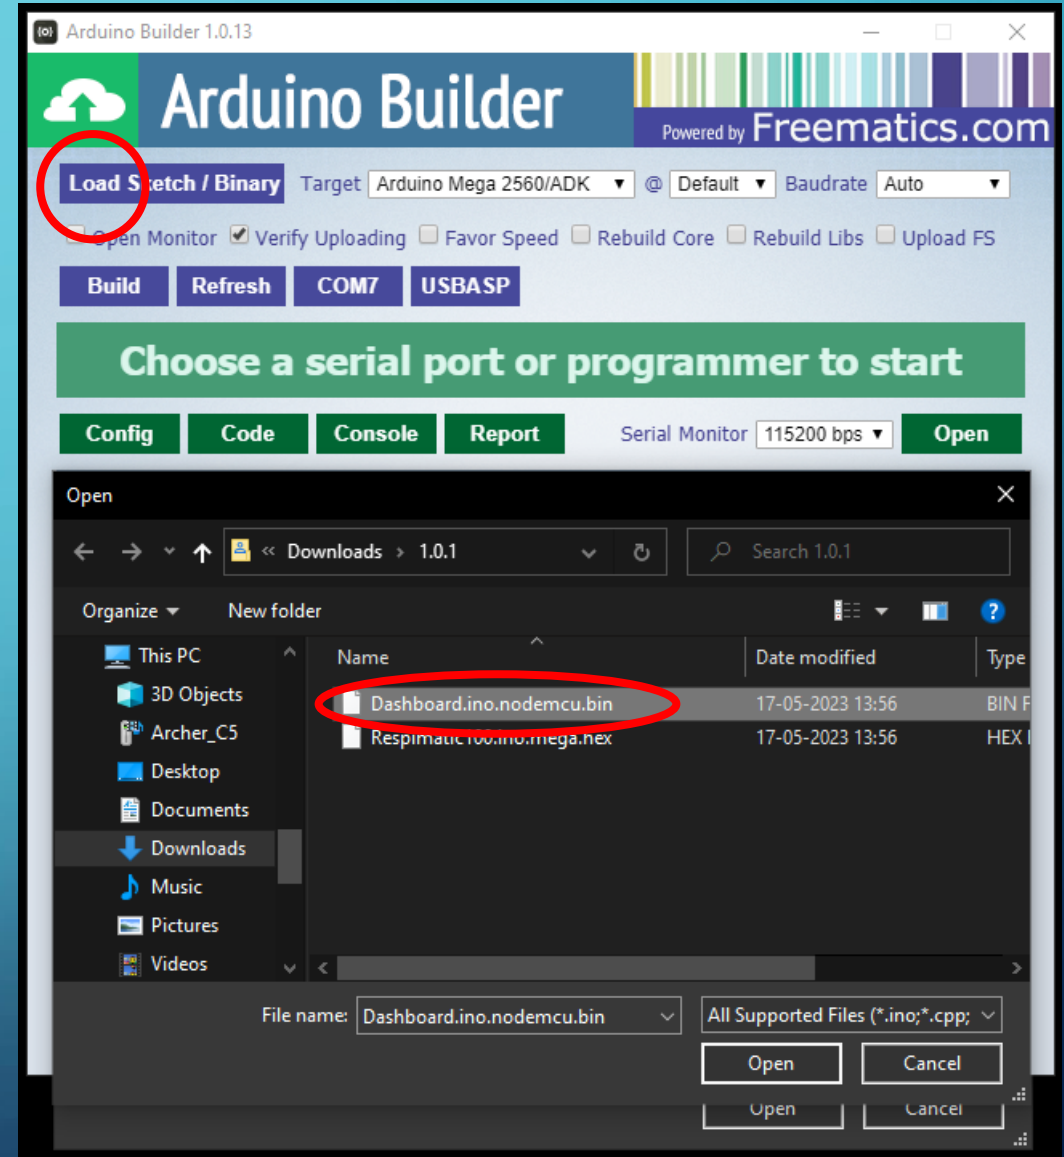 Arduino Builder 1.0.13
Arduino Builder
Powered by Freematics.com
Load Sketch / Binary Target Arduino Mega 2560/ADK @ Default Baudrate Auto
Open Monitor Verify Uploading Favor Speed Rebuild Core Rebuild Libs Upload FS
Build Refresh COM7 USBASP
Choose a serial port or programmer to start
Config Code Console Report Serial Monitor 115200 bps Open
Open
« Downloads › 1.0.1 Search 1.0.1
Organize New folder
This PC Name Date modified Type
3D Objects Dashboard.ino.nodemcu.bin 17-05-2023 13:56 BIN F
Archer_C5 Respimatic100.ino.mega.hex 17-05-2023 13:56 HEX
Desktop
Documents
Downloads
Music
Pictures
Videos
File name: Dashboard.ino.nodemcu.bin All Supported Files (*.ino;*.cpp;
Open Cancel
Open Cancel